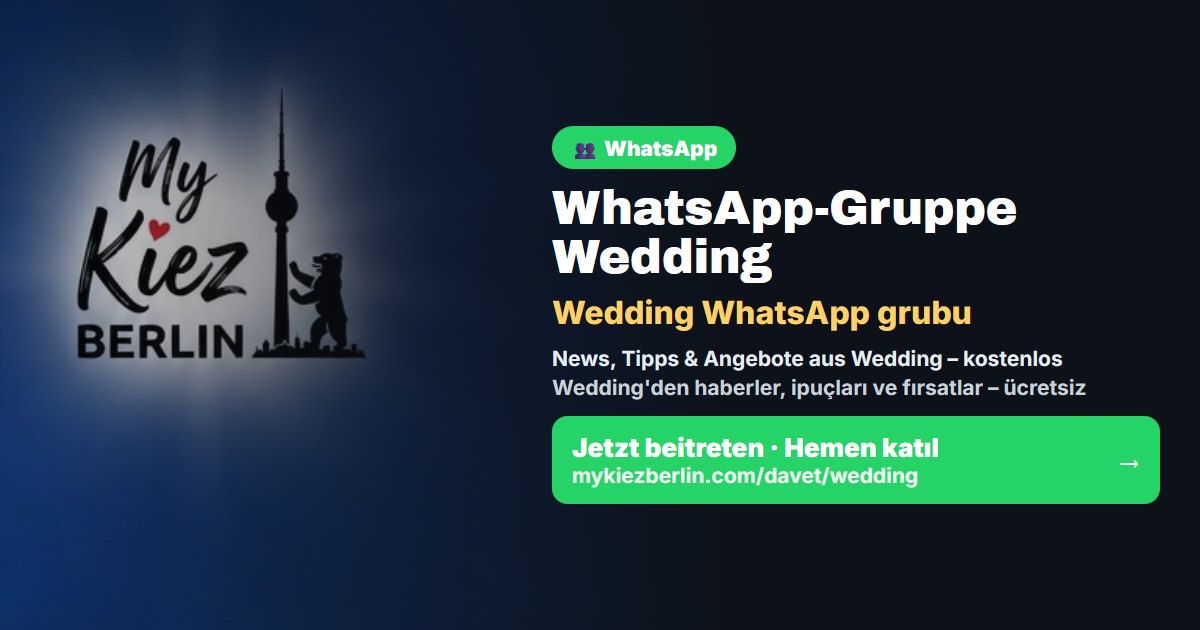 My
Kiez
BERLIN
👥 WhatsApp
WhatsApp-Gruppe
Wedding
Wedding WhatsApp grubu
News, Tipps & Angebote aus Wedding – kostenlos
Wedding'den haberler, ipuçları ve fırsatlar – ücretsiz
Jetzt beitreten · Hemen katıl
mykiezberlin.com/davet/wedding
→